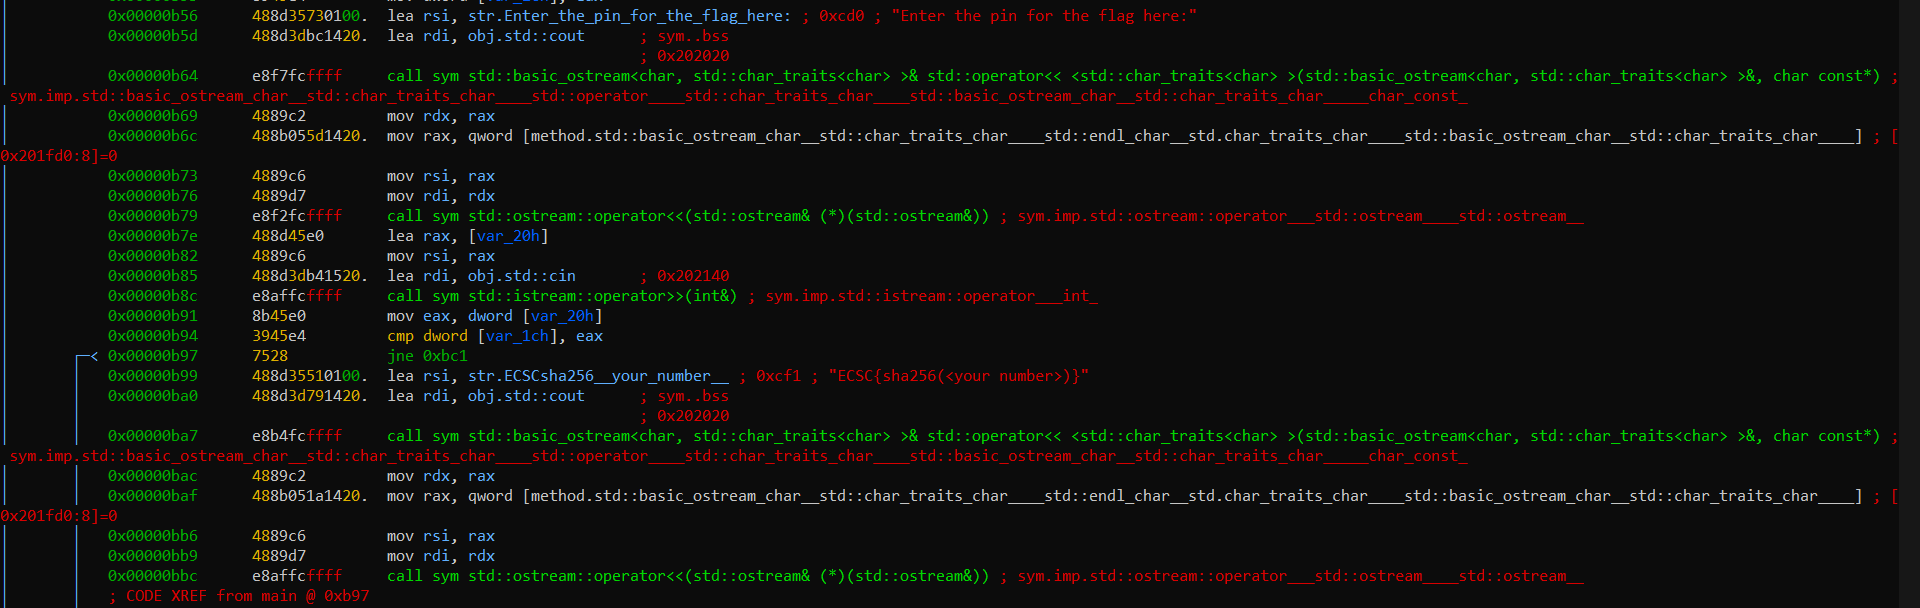 0x00000b56 488d35730100. lea rsi, str.Enter_the_pin_for_the_flag_here: ; 0xcd0 ; "Enter the pin for the flag here:"
0x00000b5d 488d3dbc1420. lea rdi, obj.std::cout ; sym..bss
; 0x202020
0x00000b64 e8f7fcffff call sym std::basic_ostream<char, std::char_traits<char> >& std::operator<< <std::char_traits<char> >(std::basic_ostream<char, std::char_traits<char> >&, char const*) ;
sym.imp.std::basic_ostream_char__std::char_traits_char____std::operator____std::char_traits_char____std::basic_ostream_char__std::char_traits_char_____char_const_
0x00000b69 4889c2 mov rdx, rax
0x00000b6c 488b055d1420. mov rax, qword [method.std::basic_ostream_char__std::char_traits_char____std::endl_char__std.char_traits_char____std::basic_ostream_char__std::char_traits_char____] ; [
0x201fd0:8]=0
0x00000b73 4889c6 mov rsi, rax
0x00000b76 4889d7 mov rdi, rdx
0x00000b79 e8f2fcffff call sym std::ostream::operator<<(std::ostream& (*)(std::ostream&)) ; sym.imp.std::ostream::operator___std::ostream____std::ostream__
0x00000b7e 488d45e0 lea rax, [var_20h]
0x00000b82 4889c6 mov rsi, rax
0x00000b85 488d3db41520. lea rdi, obj.std::cin ; 0x202140
0x00000b8c e8affcffff call sym std::istream::operator>>(int&) ; sym.imp.std::istream::operator___int_
0x00000b91 8b45e0 mov eax, dword [var_20h]
0x00000b94 3945e4 cmp dword [var_1ch], eax
0x00000b97 7528 jne 0xbc1
0x00000b99 488d35510100. lea rsi, str.ECSCsha256__your_number__ ; 0xcf1 ; "ECSC{sha256(<your number>)}"
0x00000ba0 488d3d791420. lea rdi, obj.std::cout ; sym..bss
; 0x202020
0x00000ba7 e8b4fcffff call sym std::basic_ostream<char, std::char_traits<char> >& std::operator<< <std::char_traits<char> >(std::basic_ostream<char, std::char_traits<char> >&, char const*) ;
sym.imp.std::basic_ostream_char__std::char_traits_char____std::operator____std::char_traits_char____std::basic_ostream_char__std::char_traits_char_____char_const_
0x00000bac 4889c2 mov rdx, rax
0x00000baf 488b051a1420. mov rax, qword [method.std::basic_ostream_char__std::char_traits_char____std::endl_char__std.char_traits_char____std::basic_ostream_char__std::char_traits_char____] ; [
0x201fd0:8]=0
0x00000bb6 4889c6 mov rsi, rax
0x00000bb9 4889d7 mov rdi, rdx
0x00000bbc e8affcffff call sym std::ostream::operator<<(std::ostream& (*)(std::ostream&)) ; sym.imp.std::ostream::operator___std::ostream____std::ostream__
; CODE XREF from main @ 0xb97